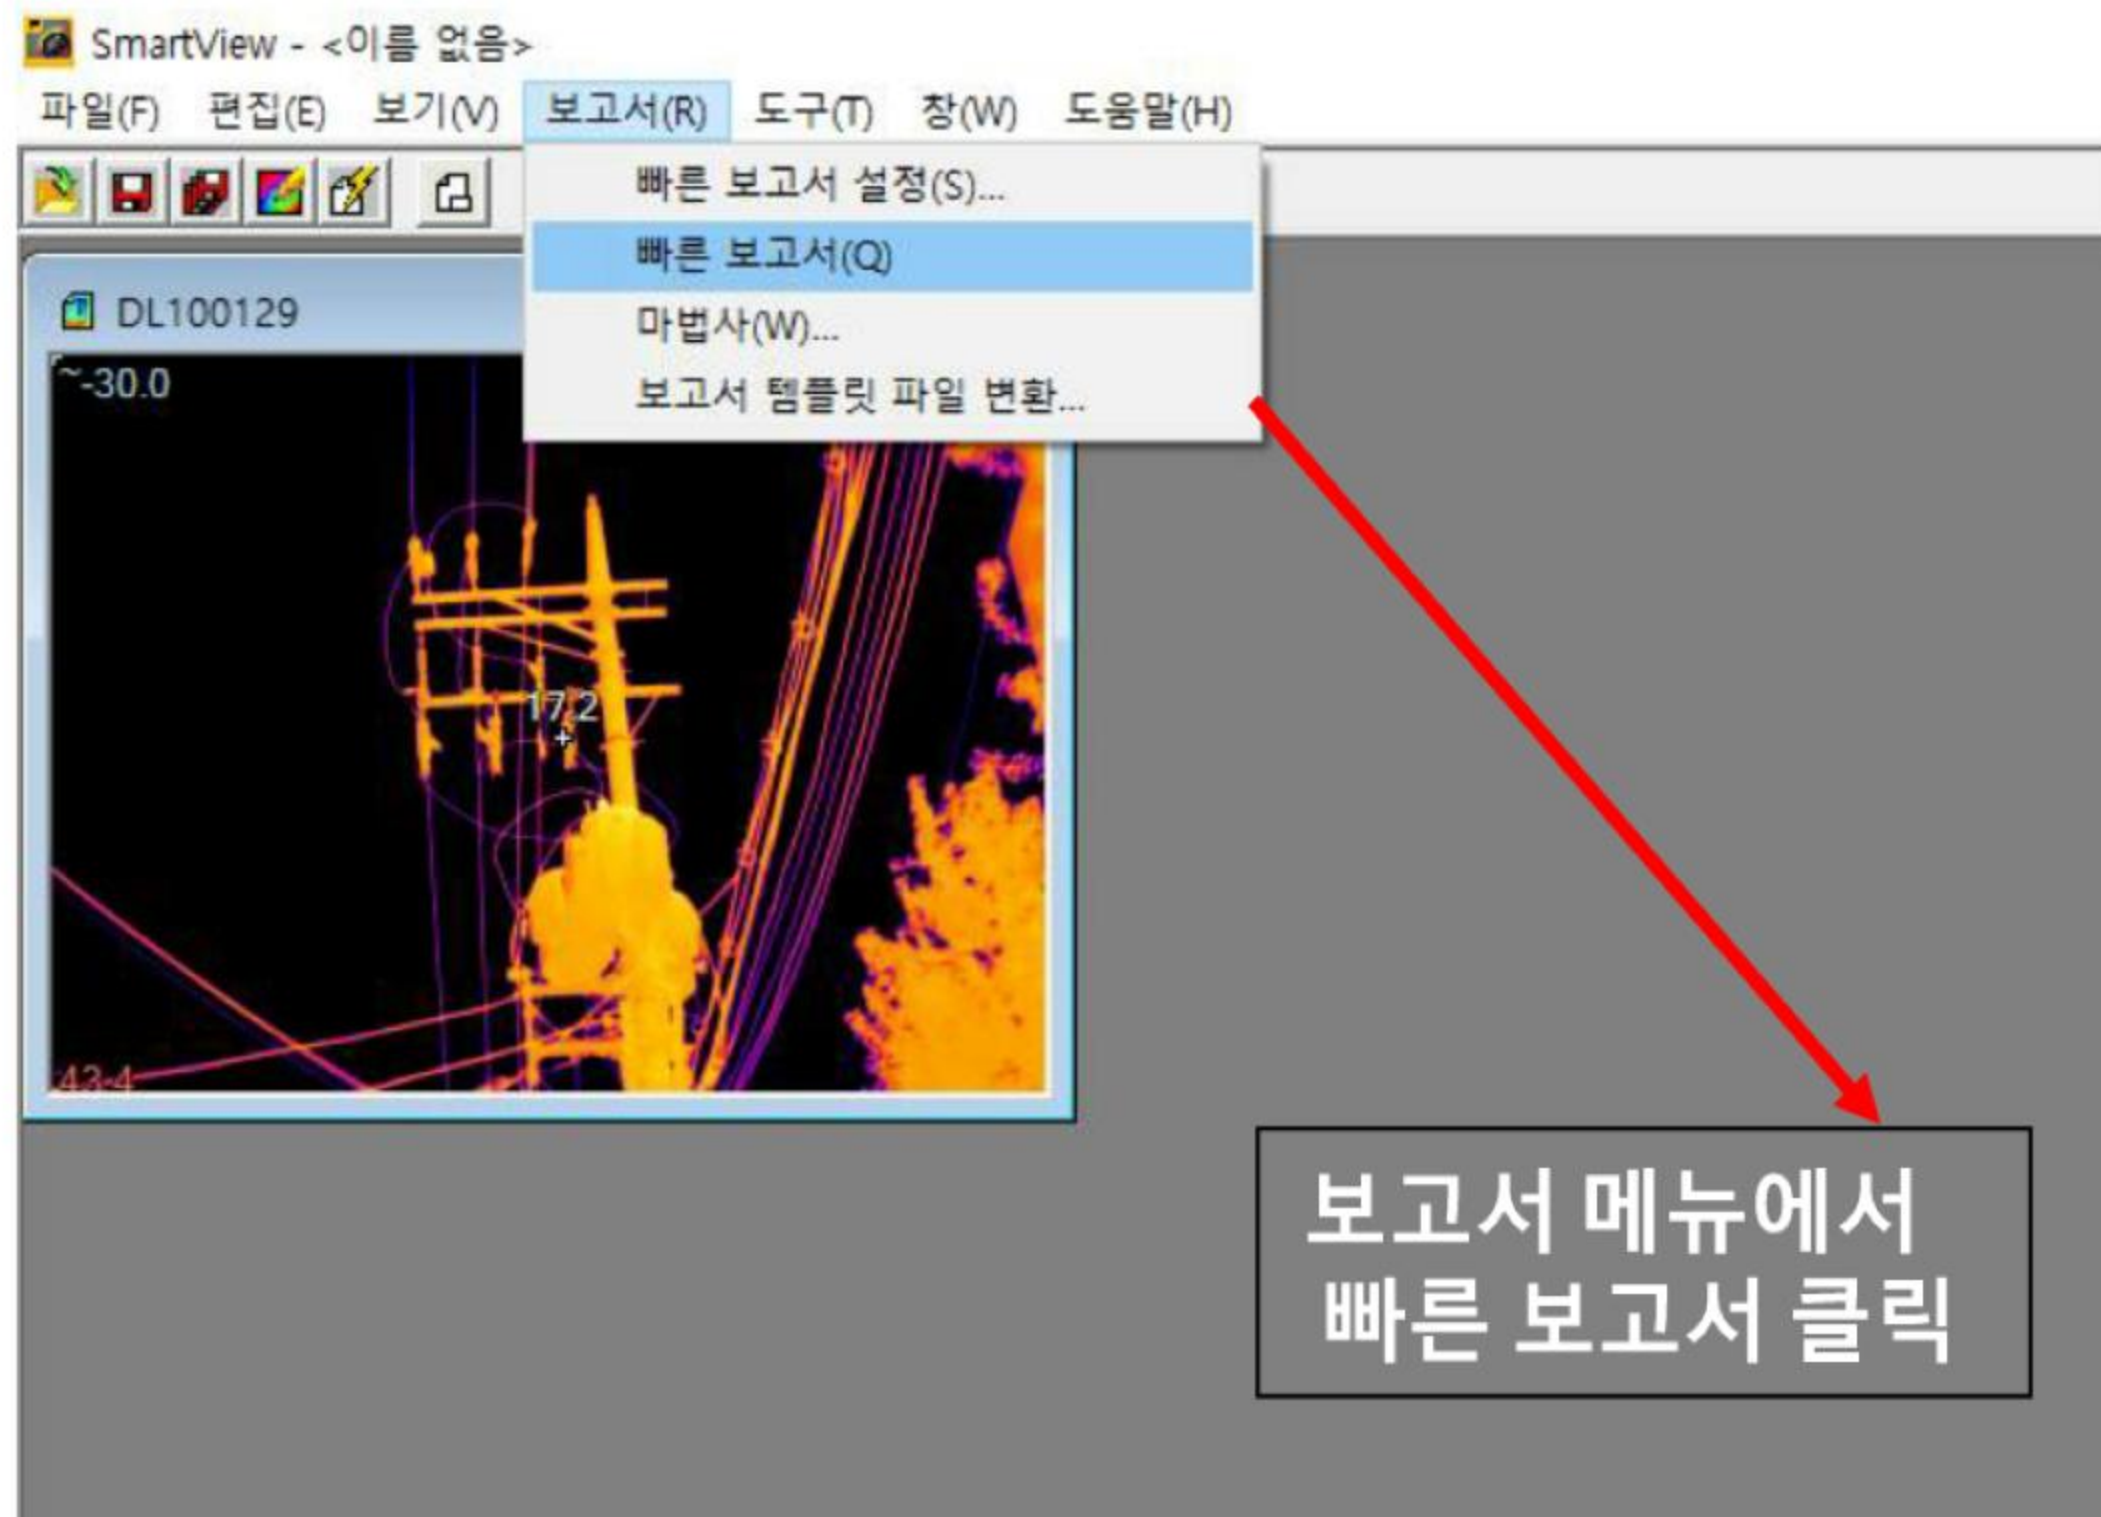 SmartView - <이름 없음>
파일(F) 편집(E) 보기(V) 보고서(R) 도구(T) 창(W) 도움말(H)
빠른 보고서 설정(S)...
빠른 보고서(Q)
마법사(W)...
보고서 템플릿 파일 변환...
DL100129
~-30.0
17.2
43.4
보고서 메뉴에서
빠른 보고서 클릭